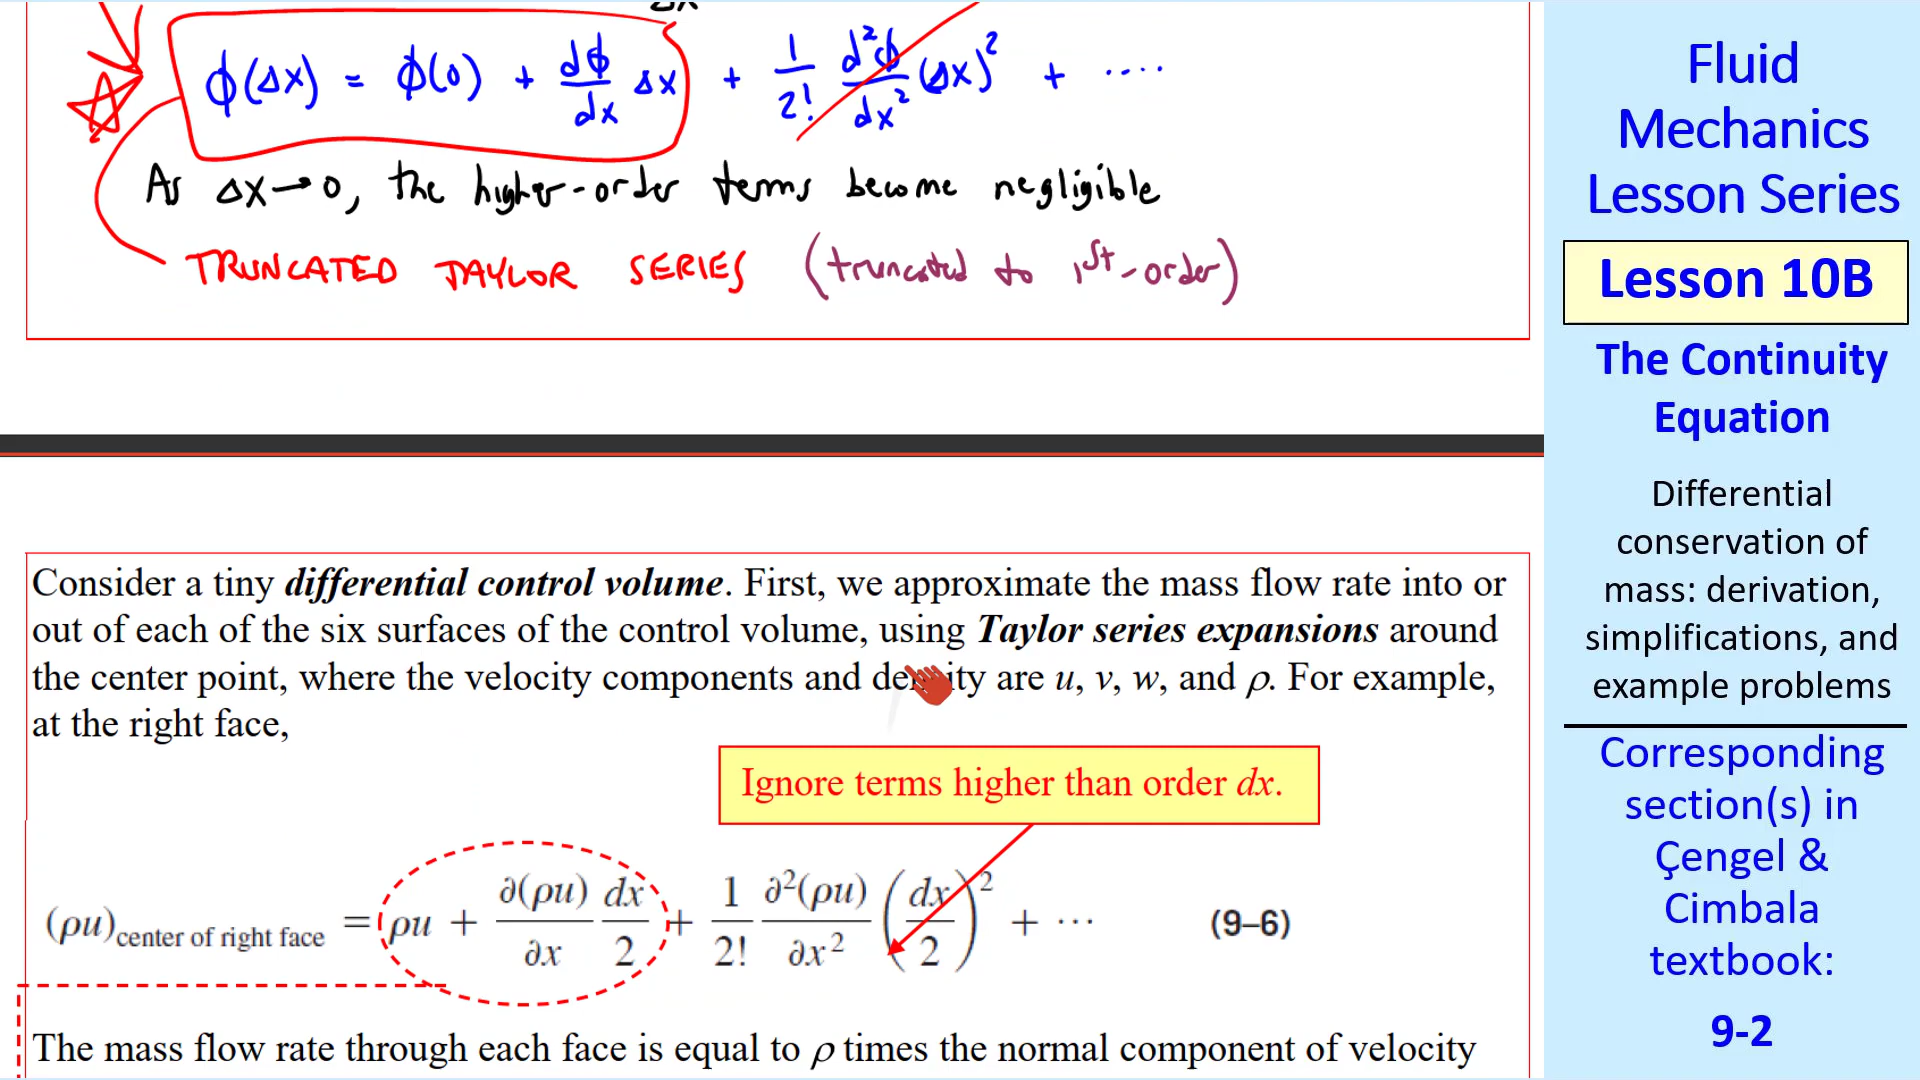 ϕ(Δx) = ϕ(0) + dϕ/dx Δx + 1/2! d²ϕ/dx² (Δx)² + ....
As Δx→0, the higher-order terms become negligible
TRUNCATED TAYLOR SERIES (truncated to 1st-order)
Consider a tiny differential control volume. First, we approximate the mass flow rate into or
out of each of the six surfaces of the control volume, using Taylor series expansions around
the center point, where the velocity components and density are u, v, w, and ρ. For example,
at the right face,
Ignore terms higher than order dx.
(ρu)center of right face = ρu + ∂(ρu)/∂x dx/2 + 1/2! ∂²(ρu)/∂x² (dx/2)² + ⋯ (9–6)
The mass flow rate through each face is equal to ρ times the normal component of velocity
Fluid
Mechanics
Lesson Series
Lesson 10B
The Continuity
Equation
Differential
conservation of
mass: derivation,
simplifications, and
example problems
Corresponding
section(s) in
Çengel &
Cimbala
textbook:
9-2